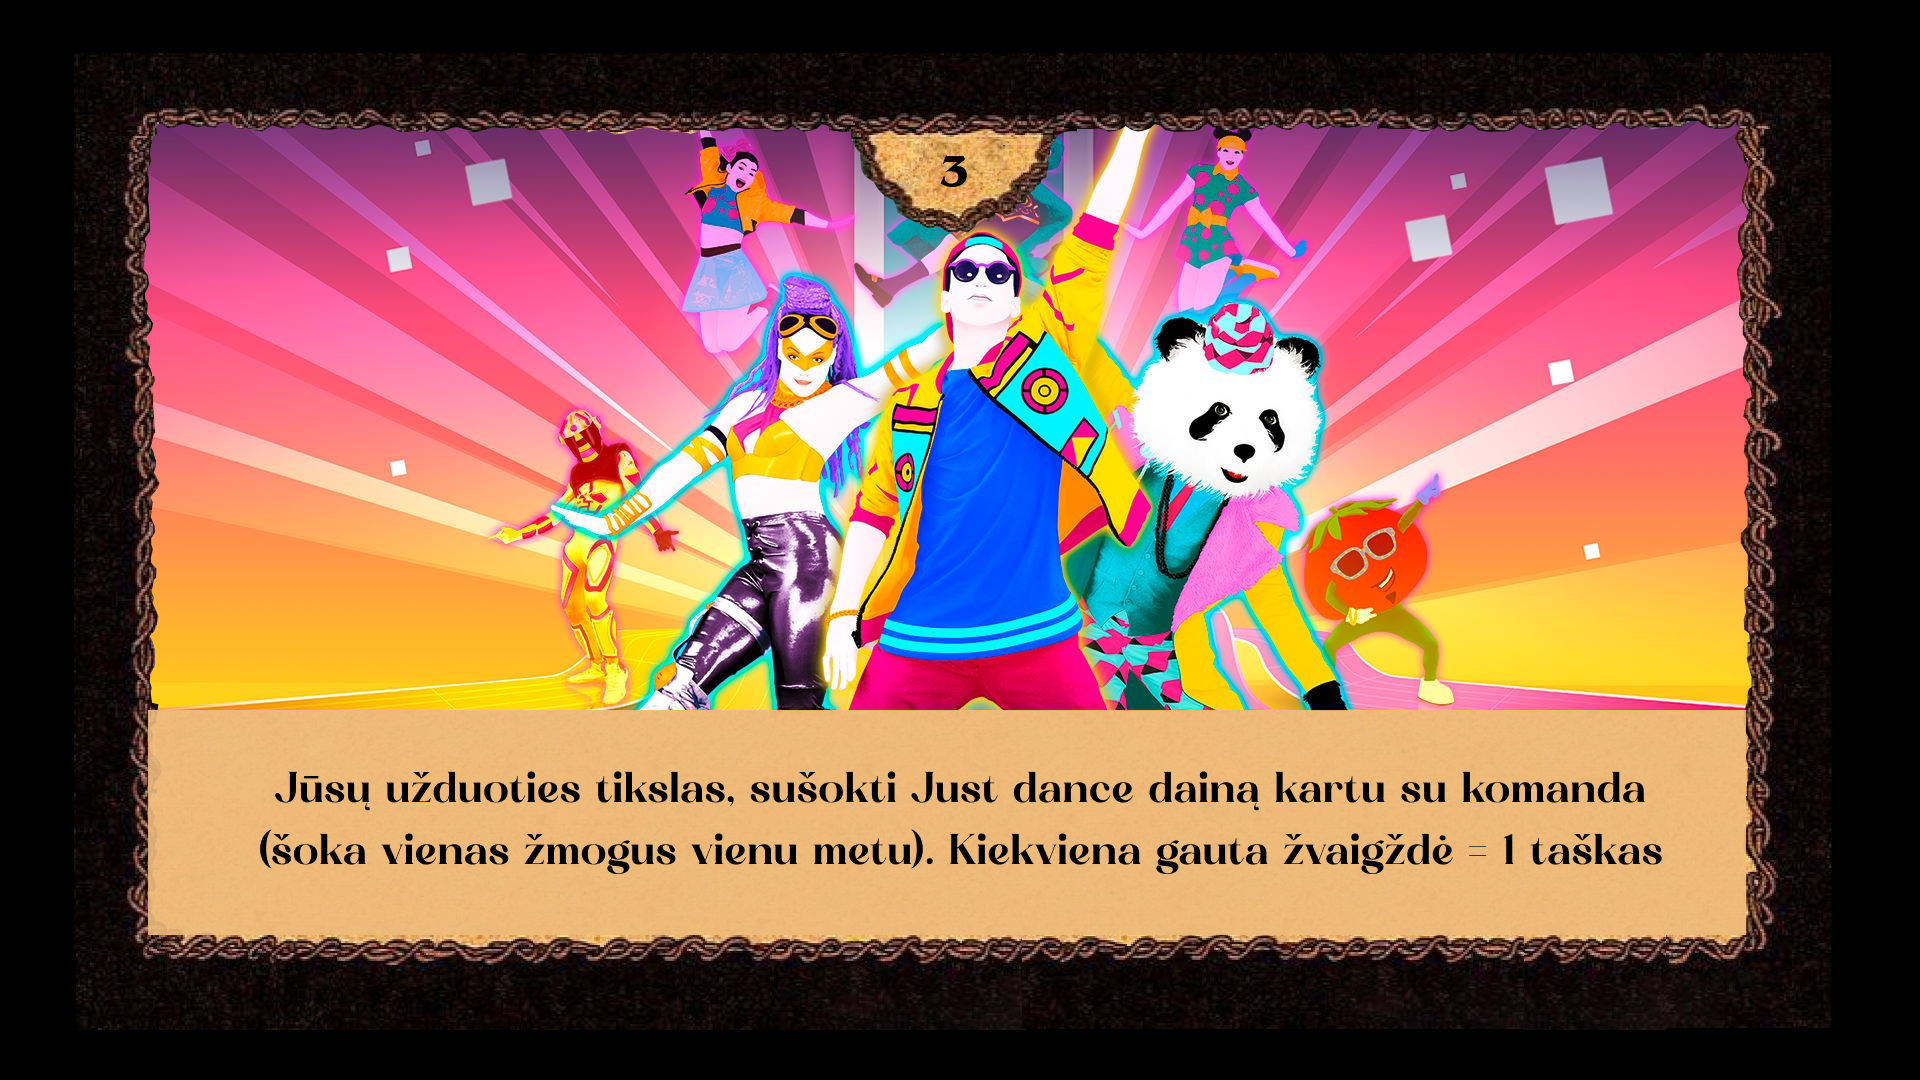 3
Jūsų užduoties tikslas, sušokti Just dance dainą kartu su komanda
(šoka vienas žmogus vienu metu). Kiekviena gauta žvaigždė = 1 taškas